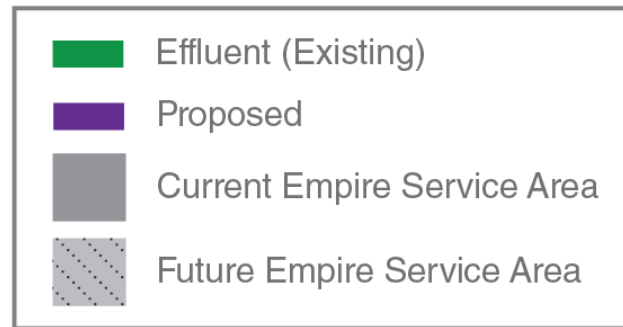 Effluent (Existing)
Proposed
Current Empire Service Area
Future Empire Service Area